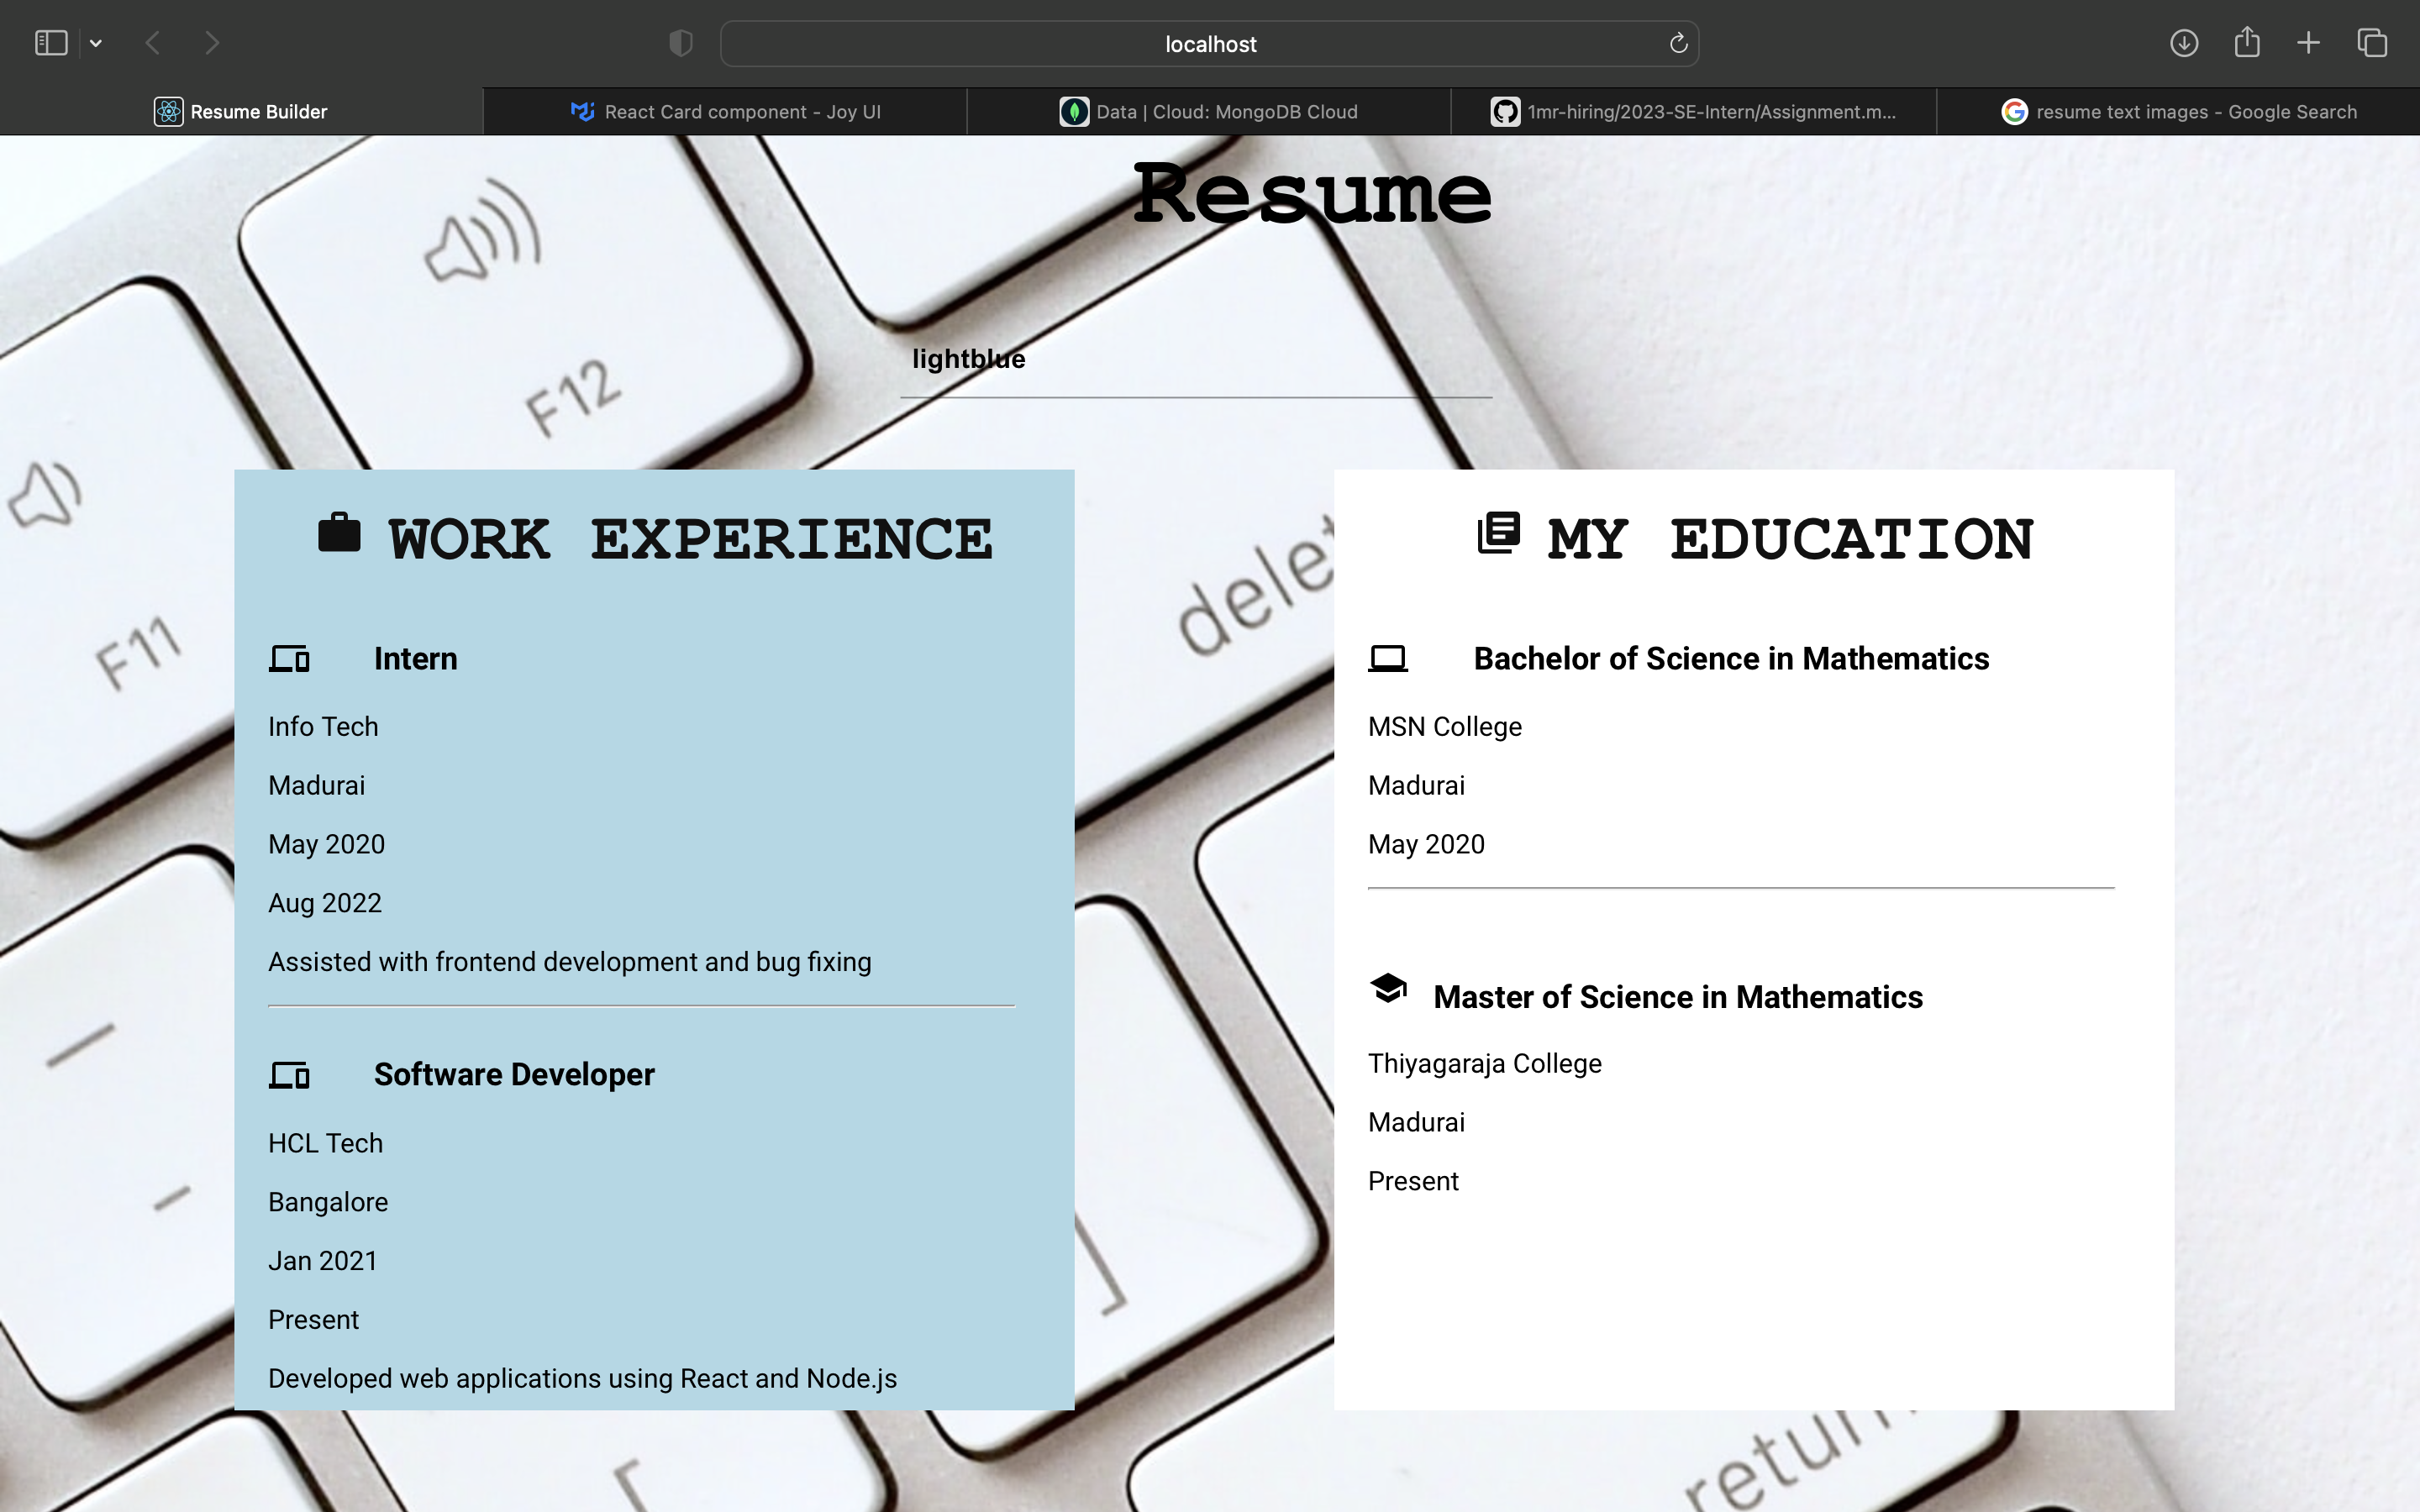 localhost
Resume Builder
React Card component - Joy UI
Data | Cloud: MongoDB Cloud
1mr-hiring/2023-SE-Intern/Assignment.m...
resume text images - Google Search
Resume
F12
lightblue
F11
delet
WORK EXPERIENCE
Intern
Info Tech
Madurai
May 2020
Aug 2022
Assisted with frontend development and bug fixing
Software Developer
HCL Tech
Bangalore
Jan 2021
Present
Developed web applications using React and Node.js
MY EDUCATION
Bachelor of Science in Mathematics
MSN College
Madurai
May 2020
Master of Science in Mathematics
Thiyagaraja College
Madurai
Present
]
[
return